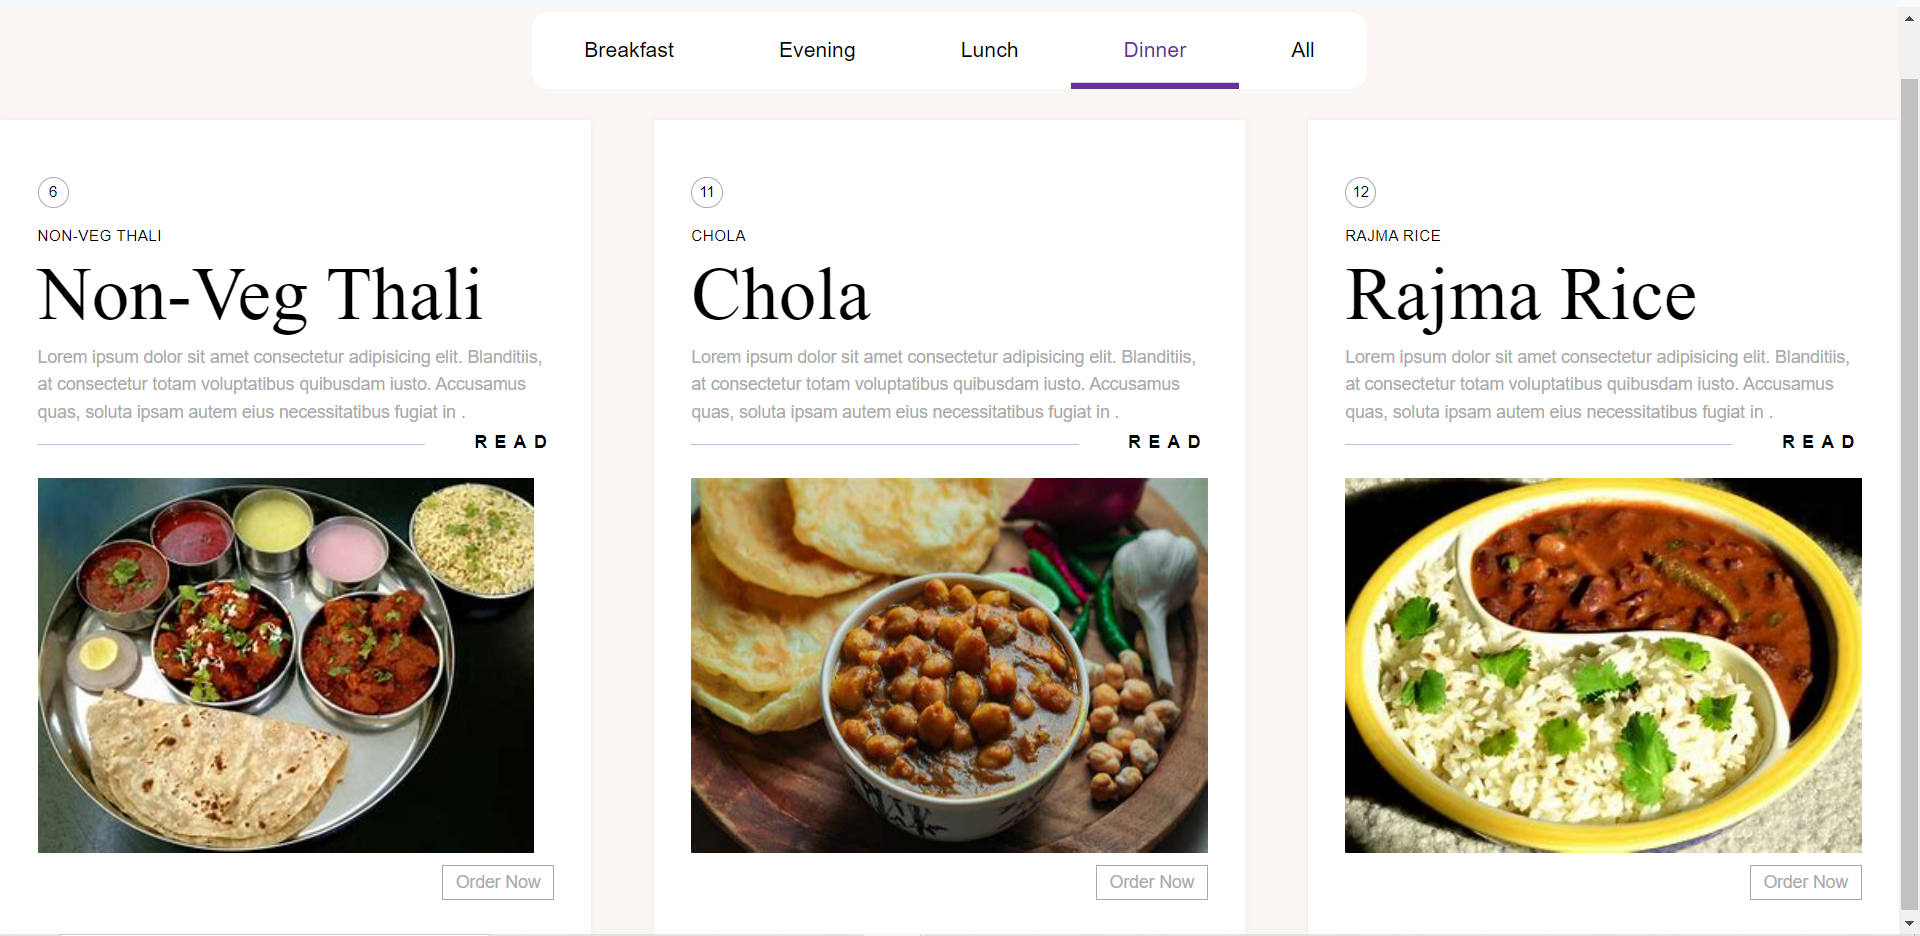 Breakfast Evening Lunch Dinner All
6
NON-VEG THALI
Non-Veg Thali
Lorem ipsum dolor sit amet consectetur adipisicing elit. Blanditiis,
at consectetur totam voluptatibus quibusdam iusto. Accusamus
quas, soluta ipsam autem eius necessitatibus fugiat in .
READ
Order Now
11
CHOLA
Chola
Lorem ipsum dolor sit amet consectetur adipisicing elit. Blanditiis,
at consectetur totam voluptatibus quibusdam iusto. Accusamus
quas, soluta ipsam autem eius necessitatibus fugiat in .
READ
Order Now
12
RAJMA RICE
Rajma Rice
Lorem ipsum dolor sit amet consectetur adipisicing elit. Blanditiis,
at consectetur totam voluptatibus quibusdam iusto. Accusamus
quas, soluta ipsam autem eius necessitatibus fugiat in .
READ
Order Now